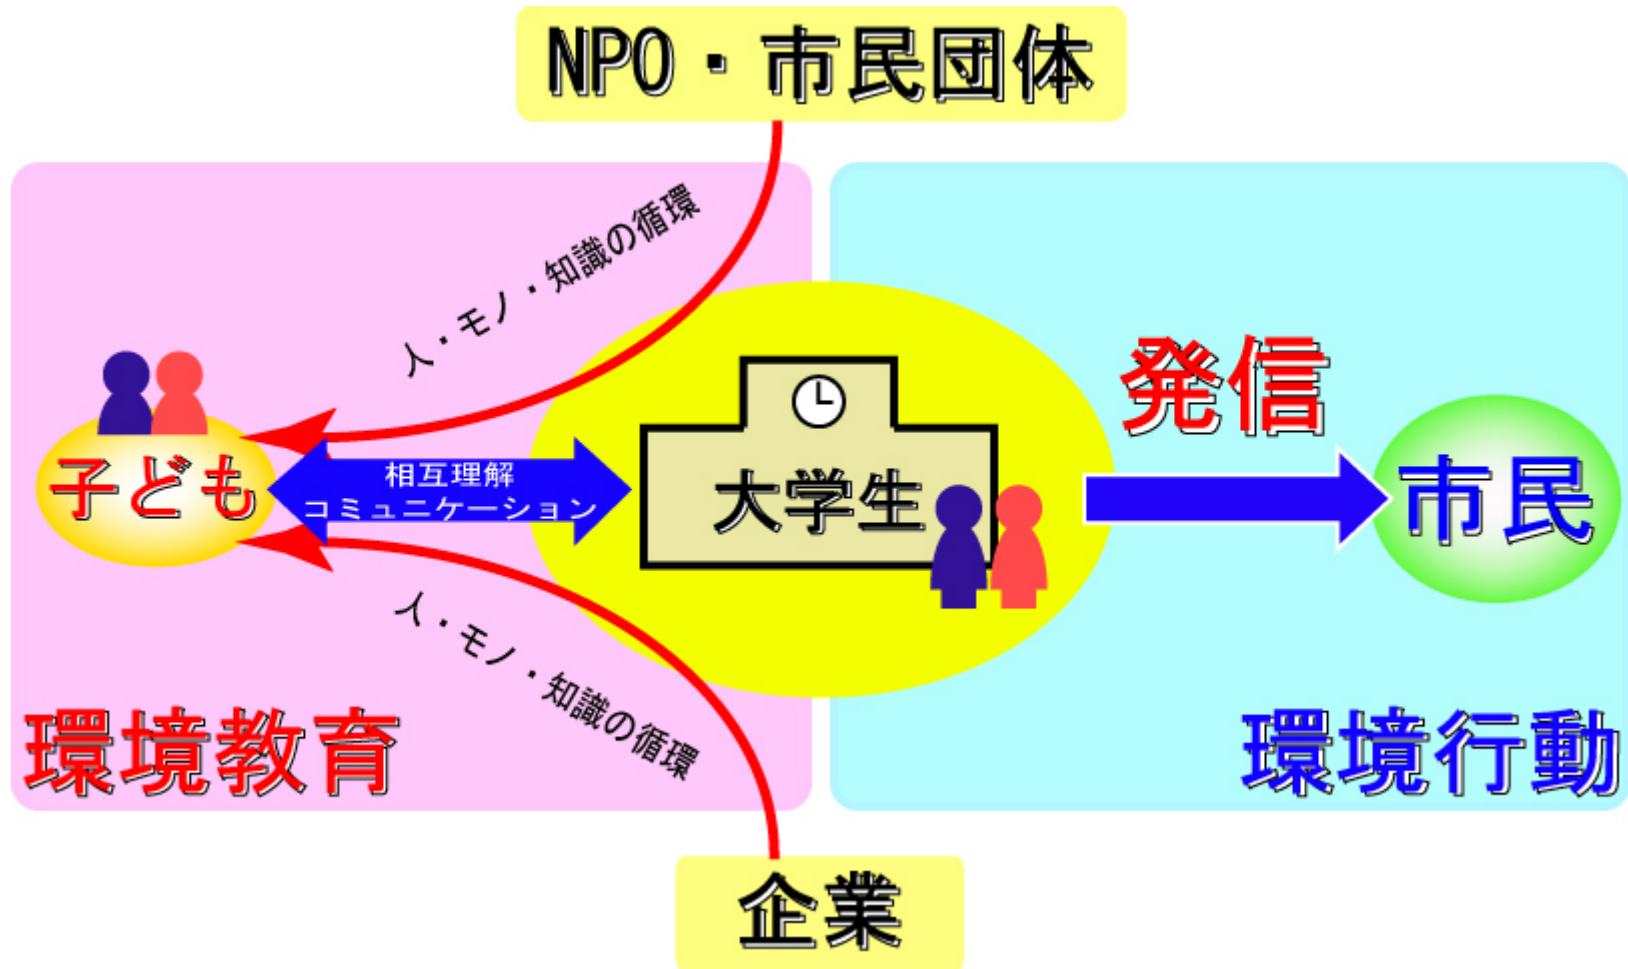 NPO・市民団体
人・モノ・知識の循環
発信
子ども
相互理解
コミュニケーション
大学生
市民
人・モノ・知識の循環
環境教育
環境行動
企業